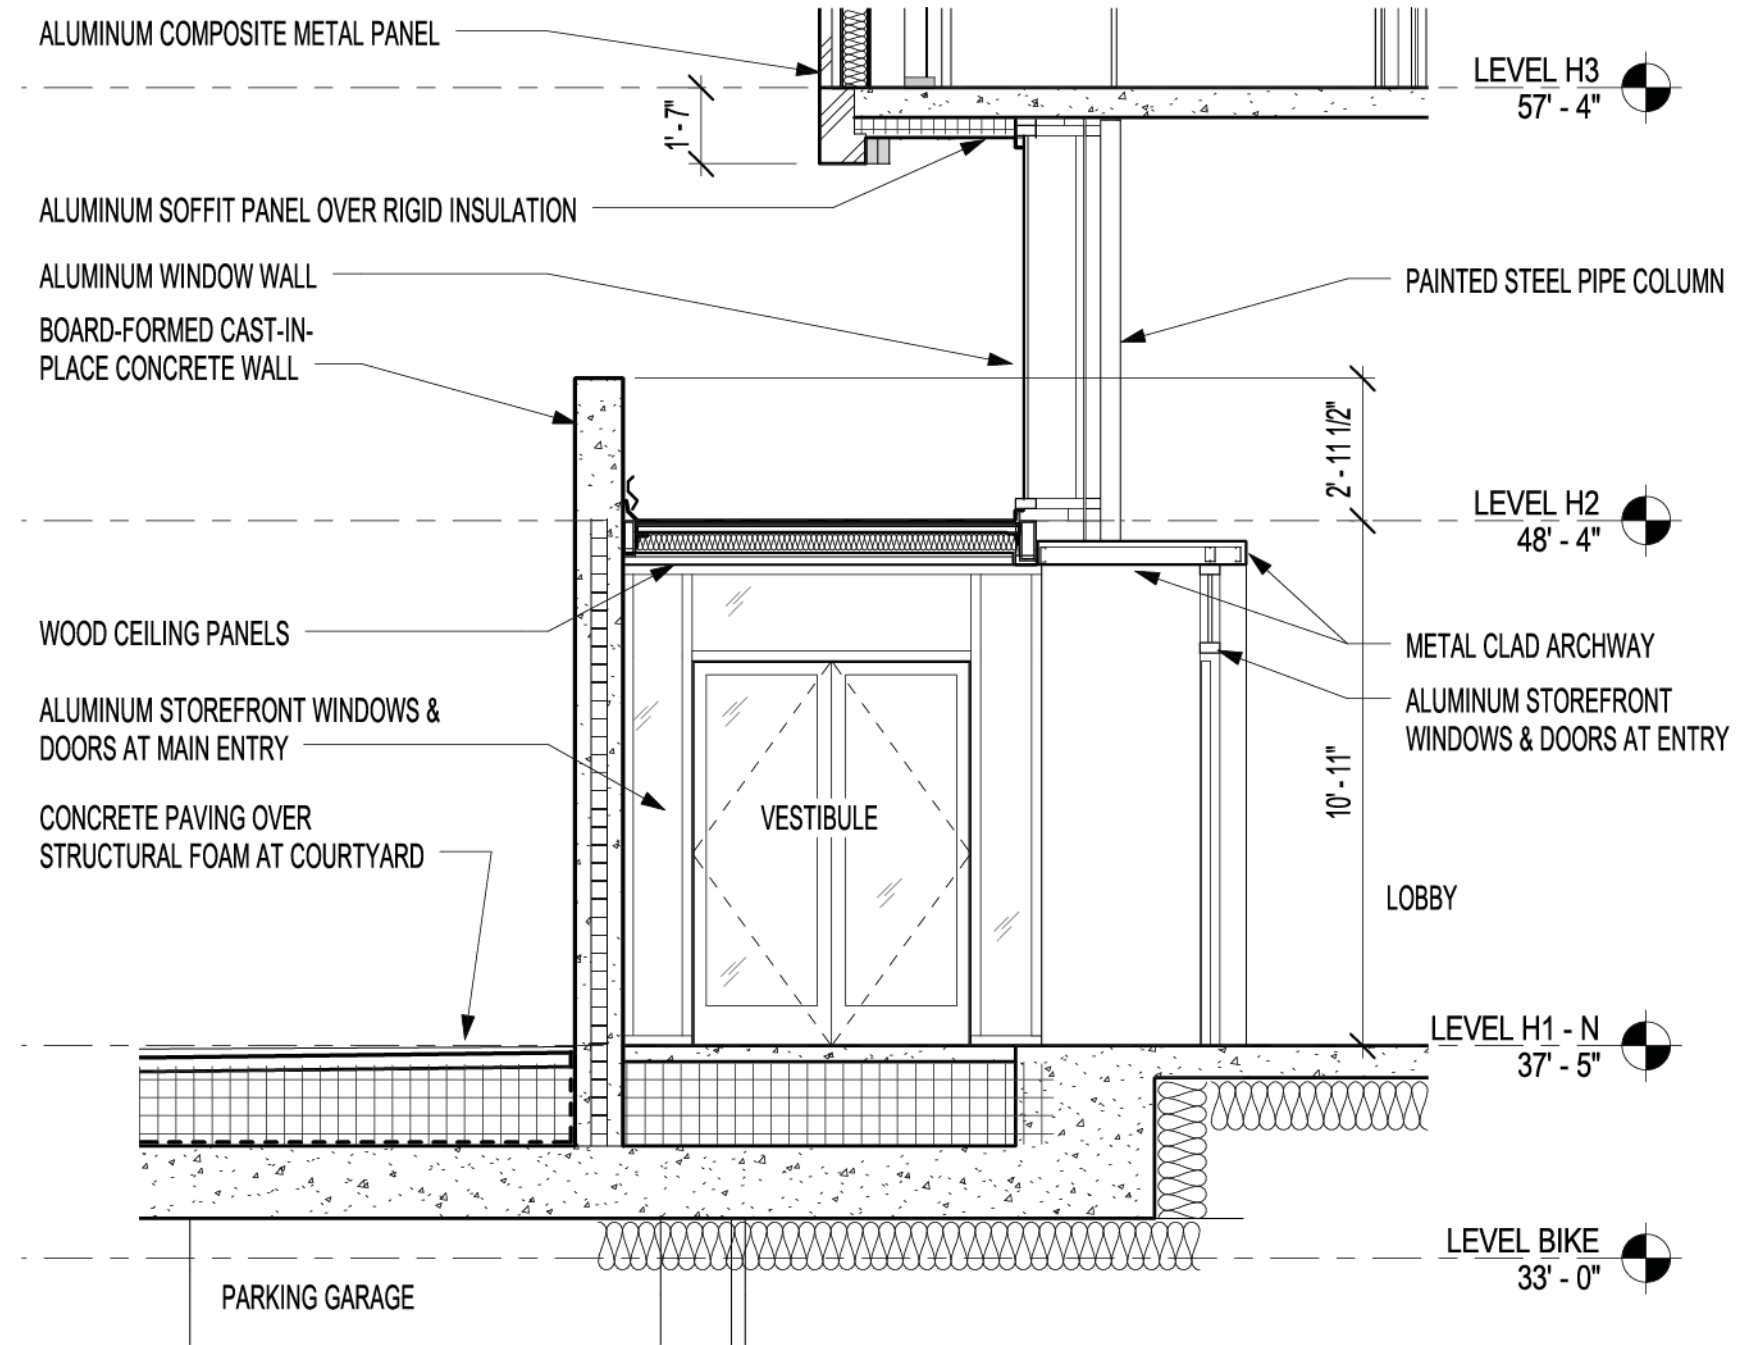 ALUMINUM COMPOSITE METAL PANEL
LEVEL H3
57' - 4"
1' - 7"
ALUMINUM SOFFIT PANEL OVER RIGID INSULATION
ALUMINUM WINDOW WALL
PAINTED STEEL PIPE COLUMN
BOARD-FORMED CAST-IN-
PLACE CONCRETE WALL
2' - 11 1/2"
LEVEL H2
48' - 4"
WOOD CEILING PANELS
METAL CLAD ARCHWAY
ALUMINUM STOREFRONT
WINDOWS & DOORS AT ENTRY
ALUMINUM STOREFRONT WINDOWS &
DOORS AT MAIN ENTRY
10' - 11"
VESTIBULE
CONCRETE PAVING OVER
STRUCTURAL FOAM AT COURTYARD
LOBBY
LEVEL H1 - N
37' - 5"
LEVEL BIKE
33' - 0"
PARKING GARAGE